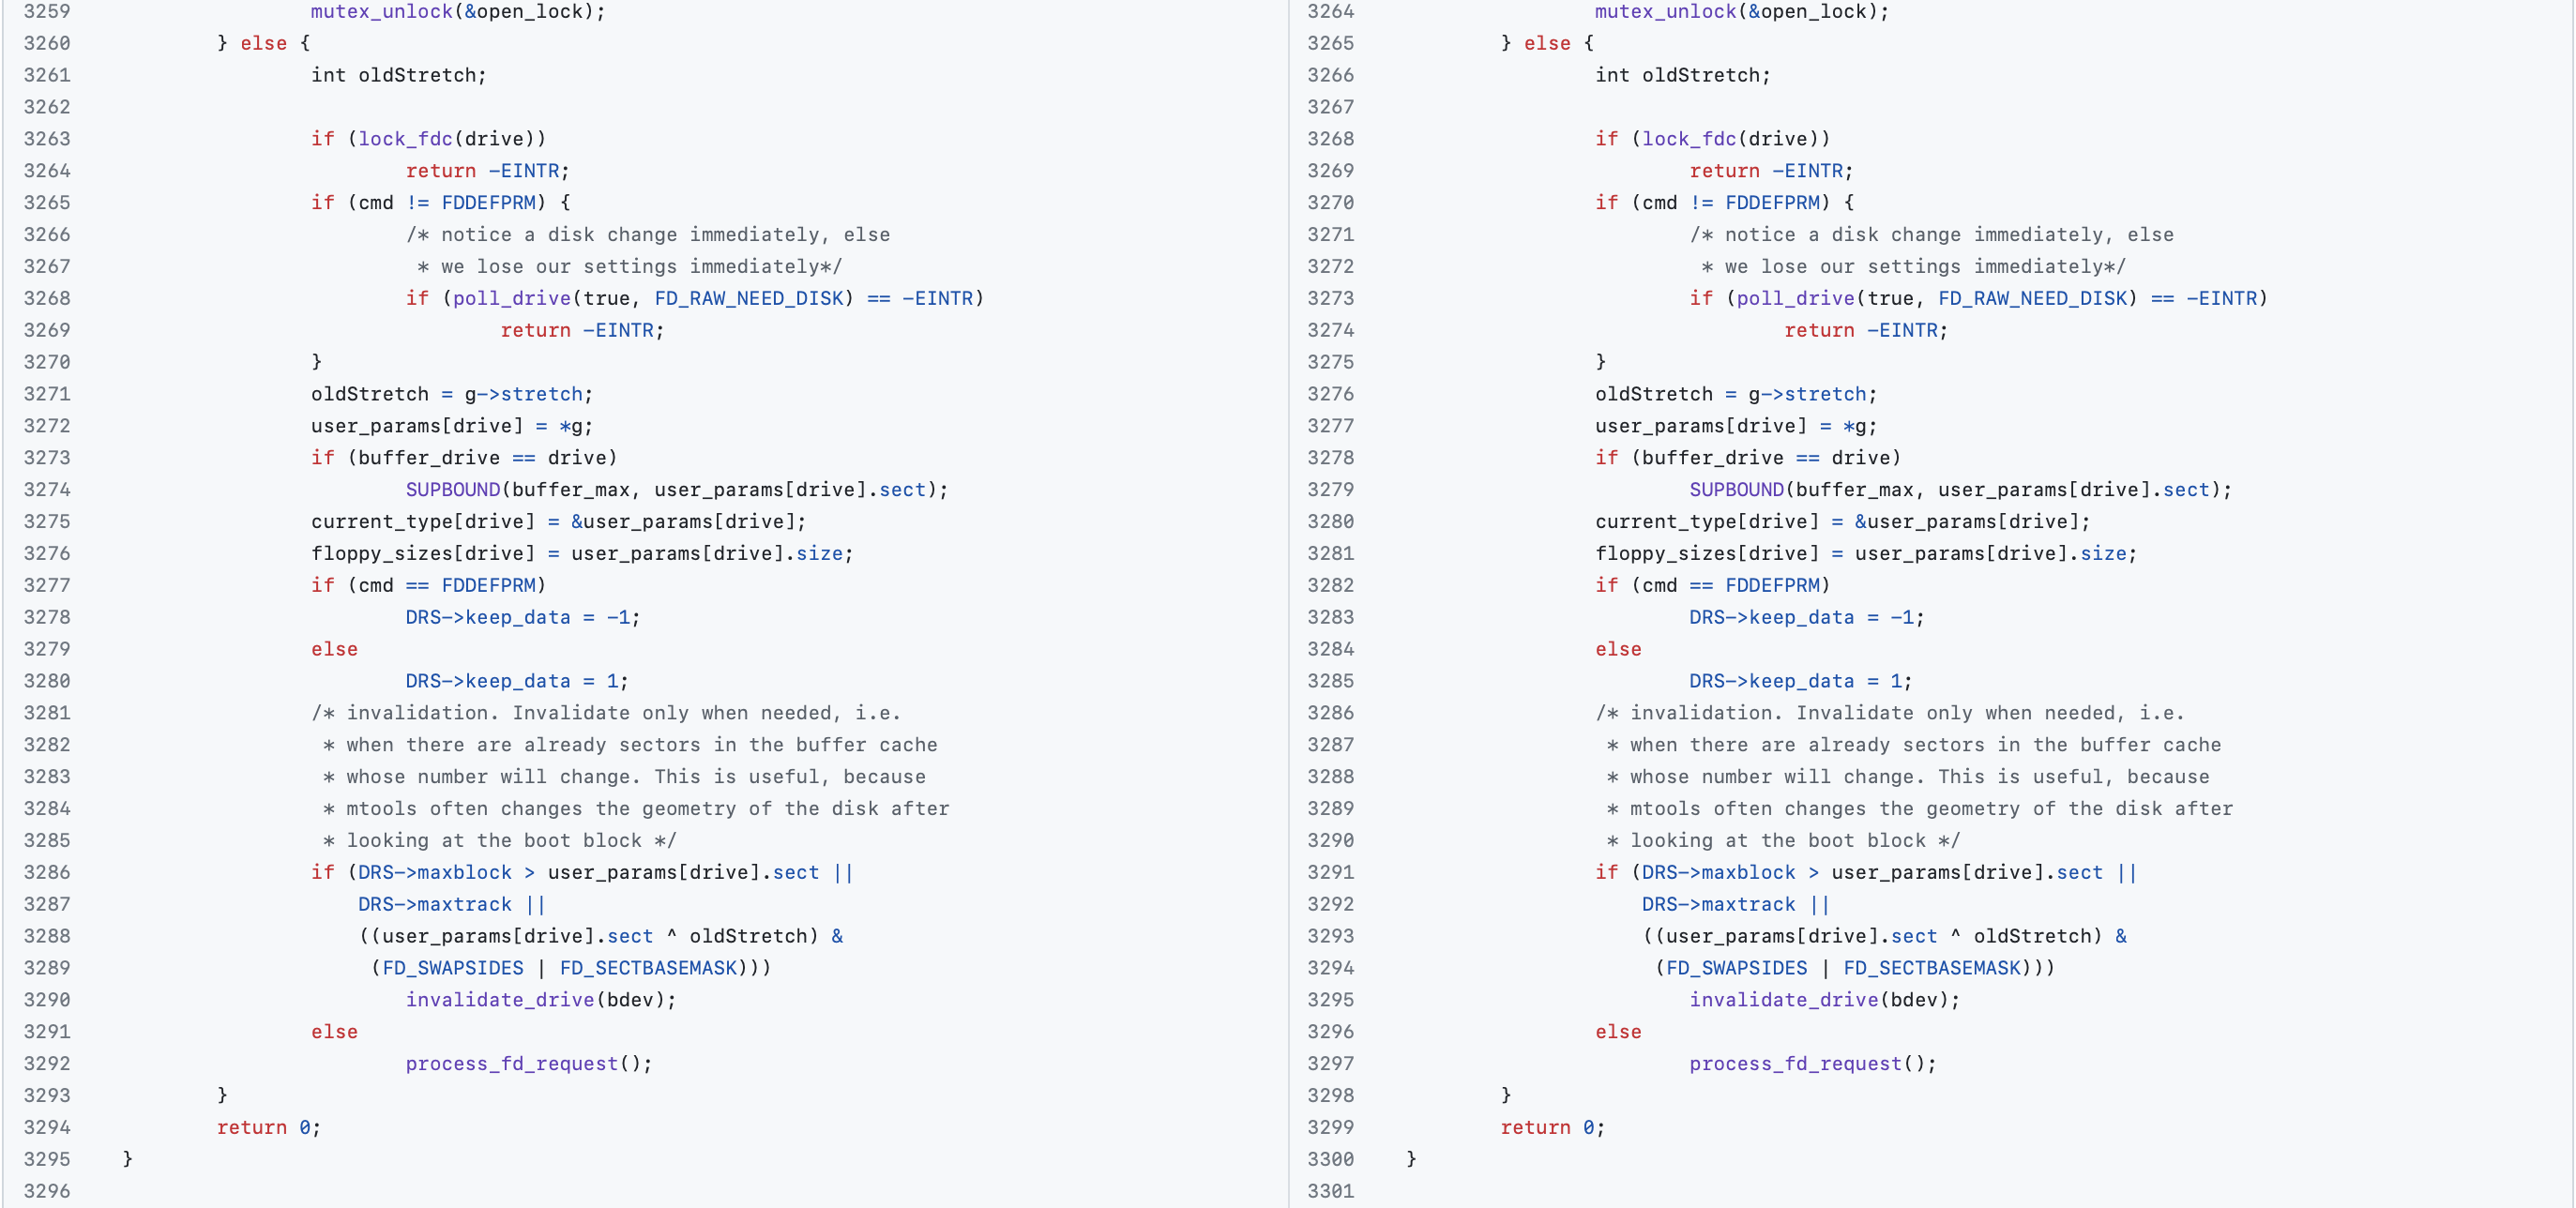 3259                 mutex_unlock(&open_lock);
3260         } else {
3261                 int oldStretch;
3262
3263                 if (lock_fdc(drive))
3264                         return -EINTR;
3265                 if (cmd != FDDEFPRM) {
3266                         /* notice a disk change immediately, else
3267                          * we lose our settings immediately*/
3268                         if (poll_drive(true, FD_RAW_NEED_DISK) == -EINTR)
3269                                 return -EINTR;
3270                 }
3271                 oldStretch = g->stretch;
3272                 user_params[drive] = *g;
3273                 if (buffer_drive == drive)
3274                         SUPBOUND(buffer_max, user_params[drive].sect);
3275                 current_type[drive] = &user_params[drive];
3276                 floppy_sizes[drive] = user_params[drive].size;
3277                 if (cmd == FDDEFPRM)
3278                         DRS->keep_data = -1;
3279                 else
3280                         DRS->keep_data = 1;
3281                 /* invalidation. Invalidate only when needed, i.e.
3282                  * when there are already sectors in the buffer cache
3283                  * whose number will change. This is useful, because
3284                  * mtools often changes the geometry of the disk after
3285                  * looking at the boot block */
3286                 if (DRS->maxblock > user_params[drive].sect ||
3287                     DRS->maxtrack ||
3288                     ((user_params[drive].sect ^ oldStretch) &
3289                      (FD_SWAPSIDES | FD_SECTBASEMASK)))
3290                         invalidate_drive(bdev);
3291                 else
3292                         process_fd_request();
3293         }
3294         return 0;
3295 }
3296
3264                 mutex_unlock(&open_lock);
3265         } else {
3266                 int oldStretch;
3267
3268                 if (lock_fdc(drive))
3269                         return -EINTR;
3270                 if (cmd != FDDEFPRM) {
3271                         /* notice a disk change immediately, else
3272                          * we lose our settings immediately*/
3273                         if (poll_drive(true, FD_RAW_NEED_DISK) == -EINTR)
3274                                 return -EINTR;
3275                 }
3276                 oldStretch = g->stretch;
3277                 user_params[drive] = *g;
3278                 if (buffer_drive == drive)
3279                         SUPBOUND(buffer_max, user_params[drive].sect);
3280                 current_type[drive] = &user_params[drive];
3281                 floppy_sizes[drive] = user_params[drive].size;
3282                 if (cmd == FDDEFPRM)
3283                         DRS->keep_data = -1;
3284                 else
3285                         DRS->keep_data = 1;
3286                 /* invalidation. Invalidate only when needed, i.e.
3287                  * when there are already sectors in the buffer cache
3288                  * whose number will change. This is useful, because
3289                  * mtools often changes the geometry of the disk after
3290                  * looking at the boot block */
3291                 if (DRS->maxblock > user_params[drive].sect ||
3292                     DRS->maxtrack ||
3293                     ((user_params[drive].sect ^ oldStretch) &
3294                      (FD_SWAPSIDES | FD_SECTBASEMASK)))
3295                         invalidate_drive(bdev);
3296                 else
3297                         process_fd_request();
3298         }
3299         return 0;
3300 }
3301